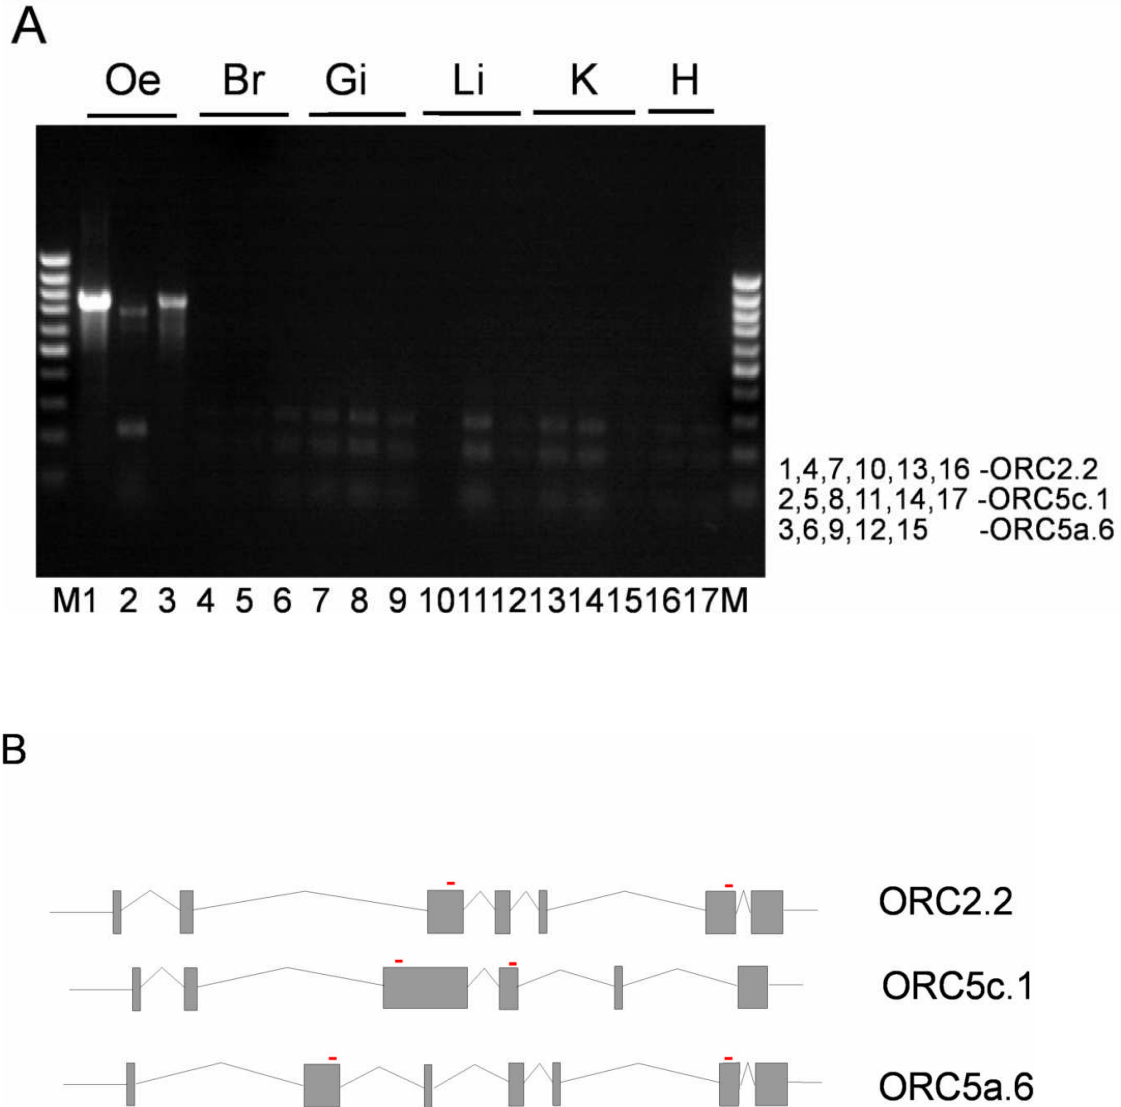 A
Oe Br Gi Li K H
1,4,7,10,13,16 -ORC2.2
2,5,8,11,14,17 -ORC5c.1
3,6,9,12,15 -ORC5a.6
M1 2 3 4 5 6 7 8 9 1011121314151617M
B
ORC2.2
ORC5c.1
ORC5a.6